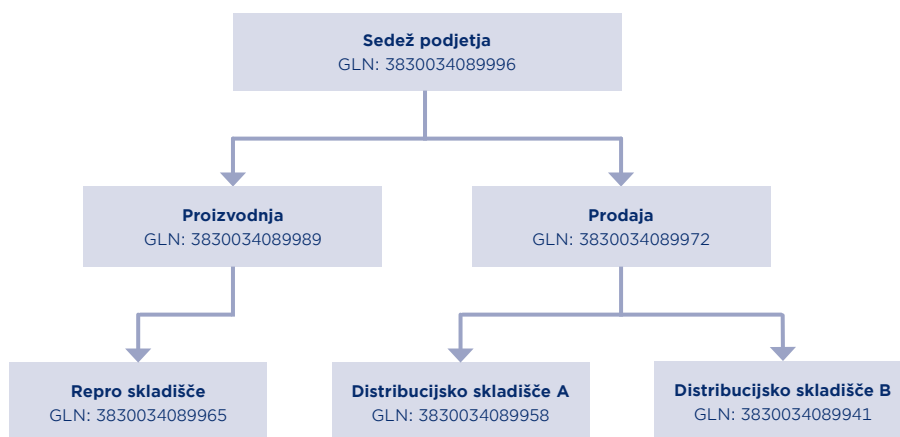 Sedež podjetja
GLN: 3830034089996
Proizvodnja
GLN: 3830034089989
Prodaja
GLN: 3830034089972
Repro skladišče
GLN: 3830034089965
Distribucijsko skladišče A
GLN: 3830034089958
Distribucijsko skladišče B
GLN: 3830034089941